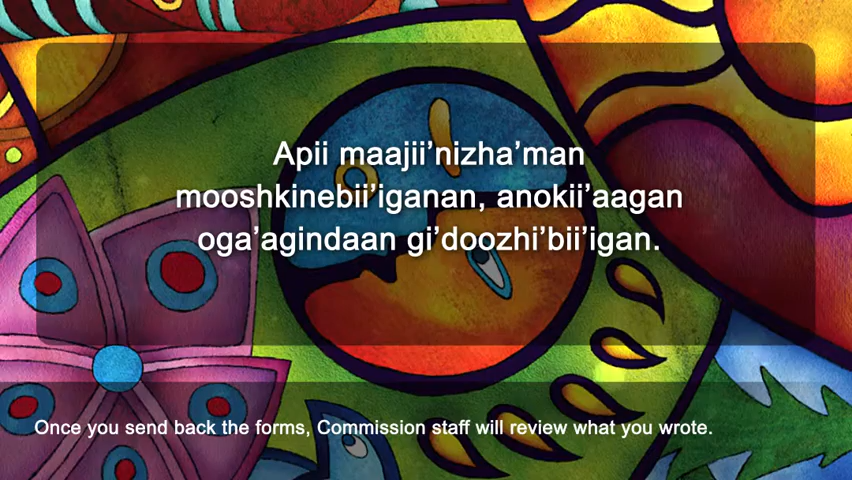 Apii maajii’nizha’man
mooshkinebii’iganan, anokii’aagan
oga’agindaan gi’doozhi’bii’igan.
Once you send back the forms, Commission staff will review what you wrote.